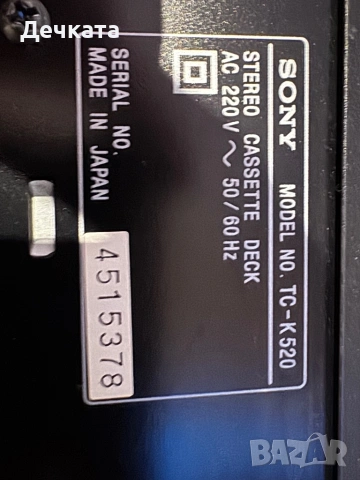 Дечката
SONY MODEL NO. TC-K520
STEREO CASSETTE DECK
AC 220V ~ 50/60Hz
SERIAL NO.
MADE IN JAPAN
4515378
BAZAR